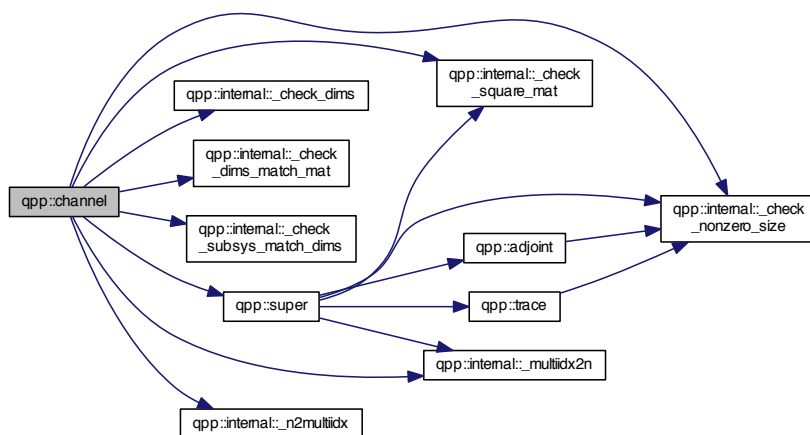 qpp::internal::_check
_square_mat
qpp::internal::_check_dims
qpp::internal::_check
_dims_match_mat
qpp::channel
qpp::internal::_check
_nonzero_size
qpp::internal::_check
_subsys_match_dims
qpp::adjoint
qpp::super
qpp::trace
qpp::internal::_multiidx2n
qpp::internal::_n2multiidx